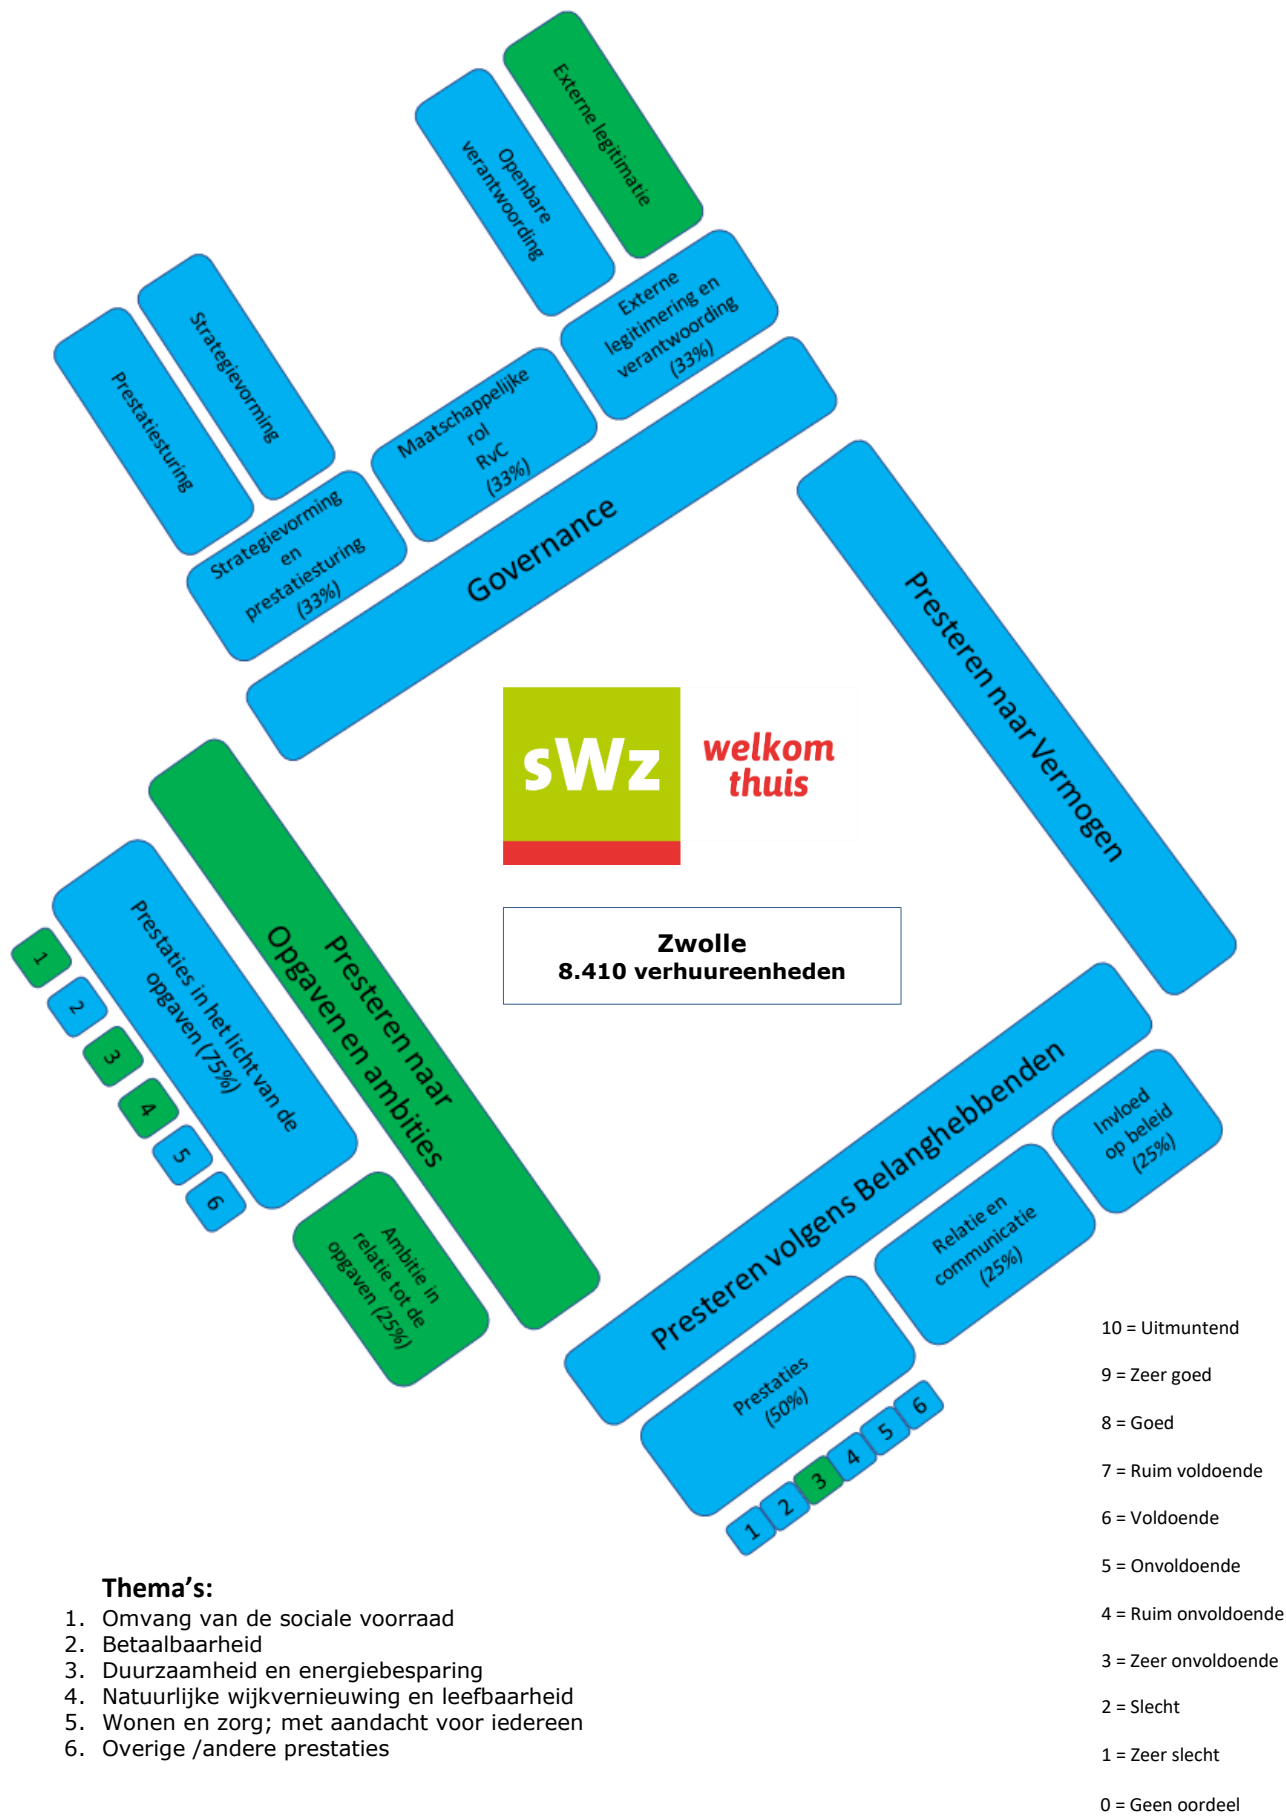 Externe legitimatie
Openbare
verantwoording
Externe
legitimering en
verantwoording
(33%)
Strategievorming
Prestatiesturing
Maatschappelijke
rol
RvC
(33%)
Strategievorming
en
prestatiesturing
(33%)
Governance
Presteren naar Vermogen
sWz
welkom
thuis
Zwolle
8.410 verhuureenheden
Presteren naar
Opgaven en ambities
Prestaties in het licht van de
opgaven (75%)
1
2
3
4
5
6
Ambitie in
relatie tot de
opgaven (25%)
Presteren volgens Belanghebbenden
Invloed
op beleid
(25%)
Relatie en
communicatie
(25%)
Prestaties
(50%)
1
2
3
4
5
6
10 = Uitmuntend
9 = Zeer goed
8 = Goed
7 = Ruim voldoende
6 = Voldoende
5 = Onvoldoende
4 = Ruim onvoldoende
3 = Zeer onvoldoende
2 = Slecht
1 = Zeer slecht
0 = Geen oordeel
Thema's:
1. Omvang van de sociale voorraad
2. Betaalbaarheid
3. Duurzaamheid en energiebesparing
4. Natuurlijke wijkvernieuwing en leefbaarheid
5. Wonen en zorg; met aandacht voor iedereen
6. Overige /andere prestaties